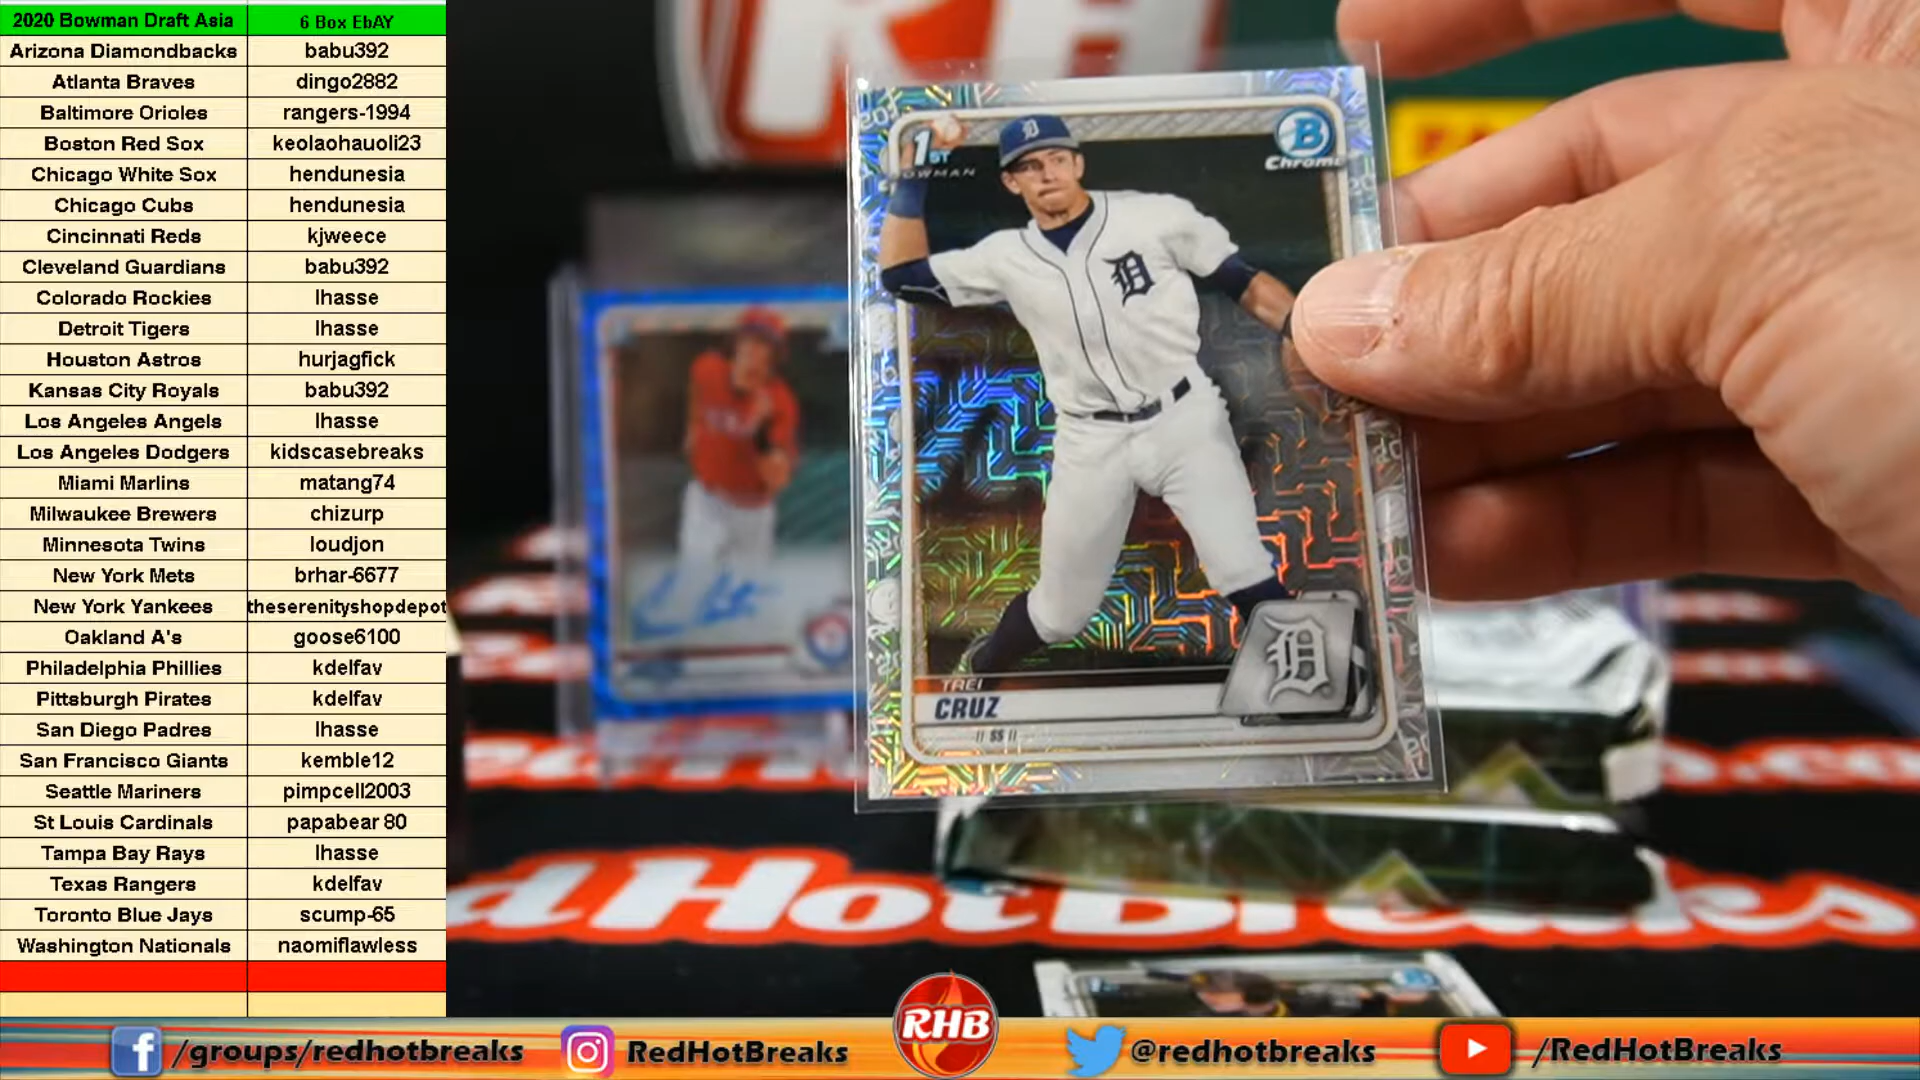 2020 Bowman Draft Asia 6 Box EbAY
Arizona Diamondbacks babu392
Atlanta Braves dingo2882
Baltimore Orioles rangers-1994
Boston Red Sox keolaohauoli23
Chicago White Sox hendunesia
Chicago Cubs hendunesia
Cincinnati Reds kjweece
Cleveland Guardians babu392
Colorado Rockies lhasse
Detroit Tigers lhasse
Houston Astros hurjagfick
Kansas City Royals babu392
Los Angeles Angels lhasse
Los Angeles Dodgers kidscasebreaks
Miami Marlins matang74
Milwaukee Brewers chizurp
Minnesota Twins loudjon
New York Mets brhar-6677
New York Yankees theserenityshopdepot
Oakland A's goose6100
Philadelphia Phillies kdelfav
Pittsburgh Pirates kdelfav
San Diego Padres lhasse
San Francisco Giants kemble12
Seattle Mariners pimpcell2003
St Louis Cardinals papabear 80
Tampa Bay Rays lhasse
Texas Rangers kdelfav
Toronto Blue Jays scump-65
Washington Nationals naomiflawless
RH
1ST
BOWMAN
B
Chrome
D
D
TREI
CRUZ
SS
dHotBreaks
RHB
/groups/redhotbreaks
RedHotBreaks
@redhotbreaks
/RedHotBreaks